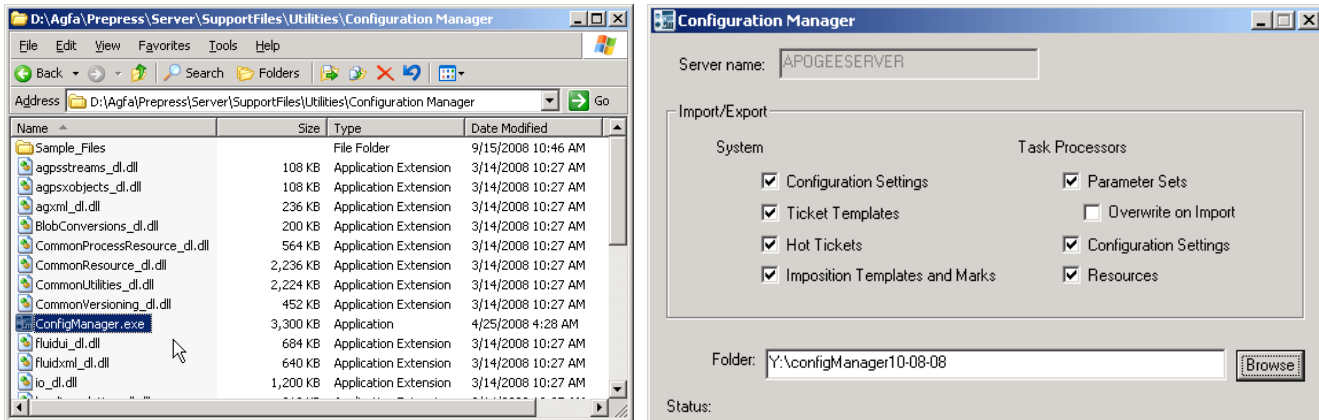 D:\Agfa\Prepress\Server\SupportFiles\Utilities\Configuration Manager
File Edit View Favorites Tools Help
Back Search Folders
Address D:\Agfa\Prepress\Server\SupportFiles\Utilities\Configuration Manager Go
Name Size Type Date Modified
Sample_Files File Folder 9/15/2008 10:46 AM
agpsstreams_dl.dll 108 KB Application Extension 3/14/2008 10:27 AM
agpsxobjects_dl.dll 108 KB Application Extension 3/14/2008 10:27 AM
agxml_dl.dll 236 KB Application Extension 3/14/2008 10:27 AM
BlobConversions_dl.dll 200 KB Application Extension 3/14/2008 10:27 AM
CommonProcessResource_dl.dll 564 KB Application Extension 3/14/2008 10:27 AM
CommonResource_dl.dll 2,236 KB Application Extension 3/14/2008 10:27 AM
CommonUtilities_dl.dll 2,224 KB Application Extension 3/14/2008 10:27 AM
CommonVersioning_dl.dll 452 KB Application Extension 3/14/2008 10:27 AM
ConfigManager.exe 3,300 KB Application 4/25/2008 4:28 AM
fluidui_dl.dll 684 KB Application Extension 3/14/2008 10:27 AM
fluidxml_dl.dll 640 KB Application Extension 3/14/2008 10:27 AM
io_dl.dll 1,200 KB Application Extension 3/14/2008 10:27 AM
Configuration Manager
Server name: APOGEESERVER
Import/Export
System Task Processors
Configuration Settings Parameter Sets
Ticket Templates Overwrite on Import
Hot Tickets Configuration Settings
Imposition Templates and Marks Resources
Folder: Y:\configManager10-08-08 Browse
Status: